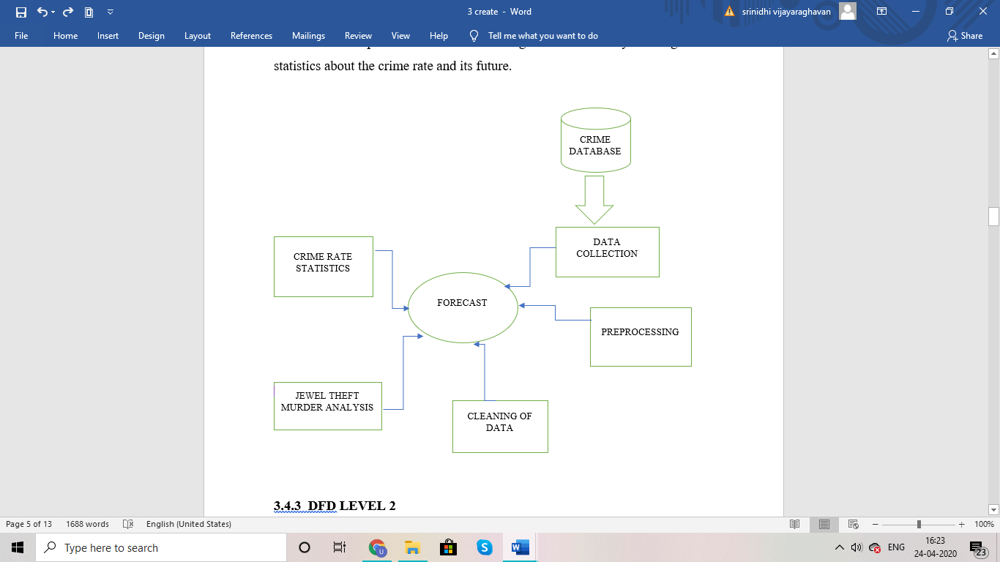 3 create - Word
srinidhi vijayaraghavan
File Home Insert Design Layout References Mailings Review View Help Tell me what you want to do Share
statistics about the crime rate and its future.
CRIME
DATABASE
DATA
COLLECTION
CRIME RATE
STATISTICS
FORECAST
PREPROCESSING
JEWEL THEFT
MURDER ANALYSIS
CLEANING OF
DATA
3.4.3 DFD LEVEL 2
Page 5 of 13 1688 words English (United States) 100%
Type here to search
ENG
16:23
24-04-2020
23
U
S
W